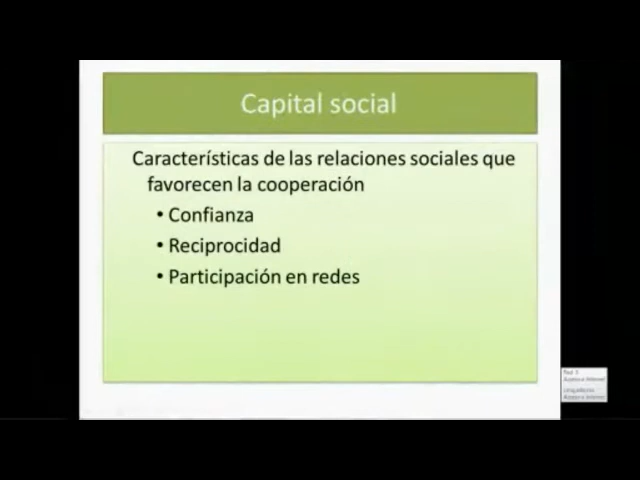 Capital social
Características de las relaciones sociales que
favorecen la cooperación
• Confianza
• Reciprocidad
• Participación en redes